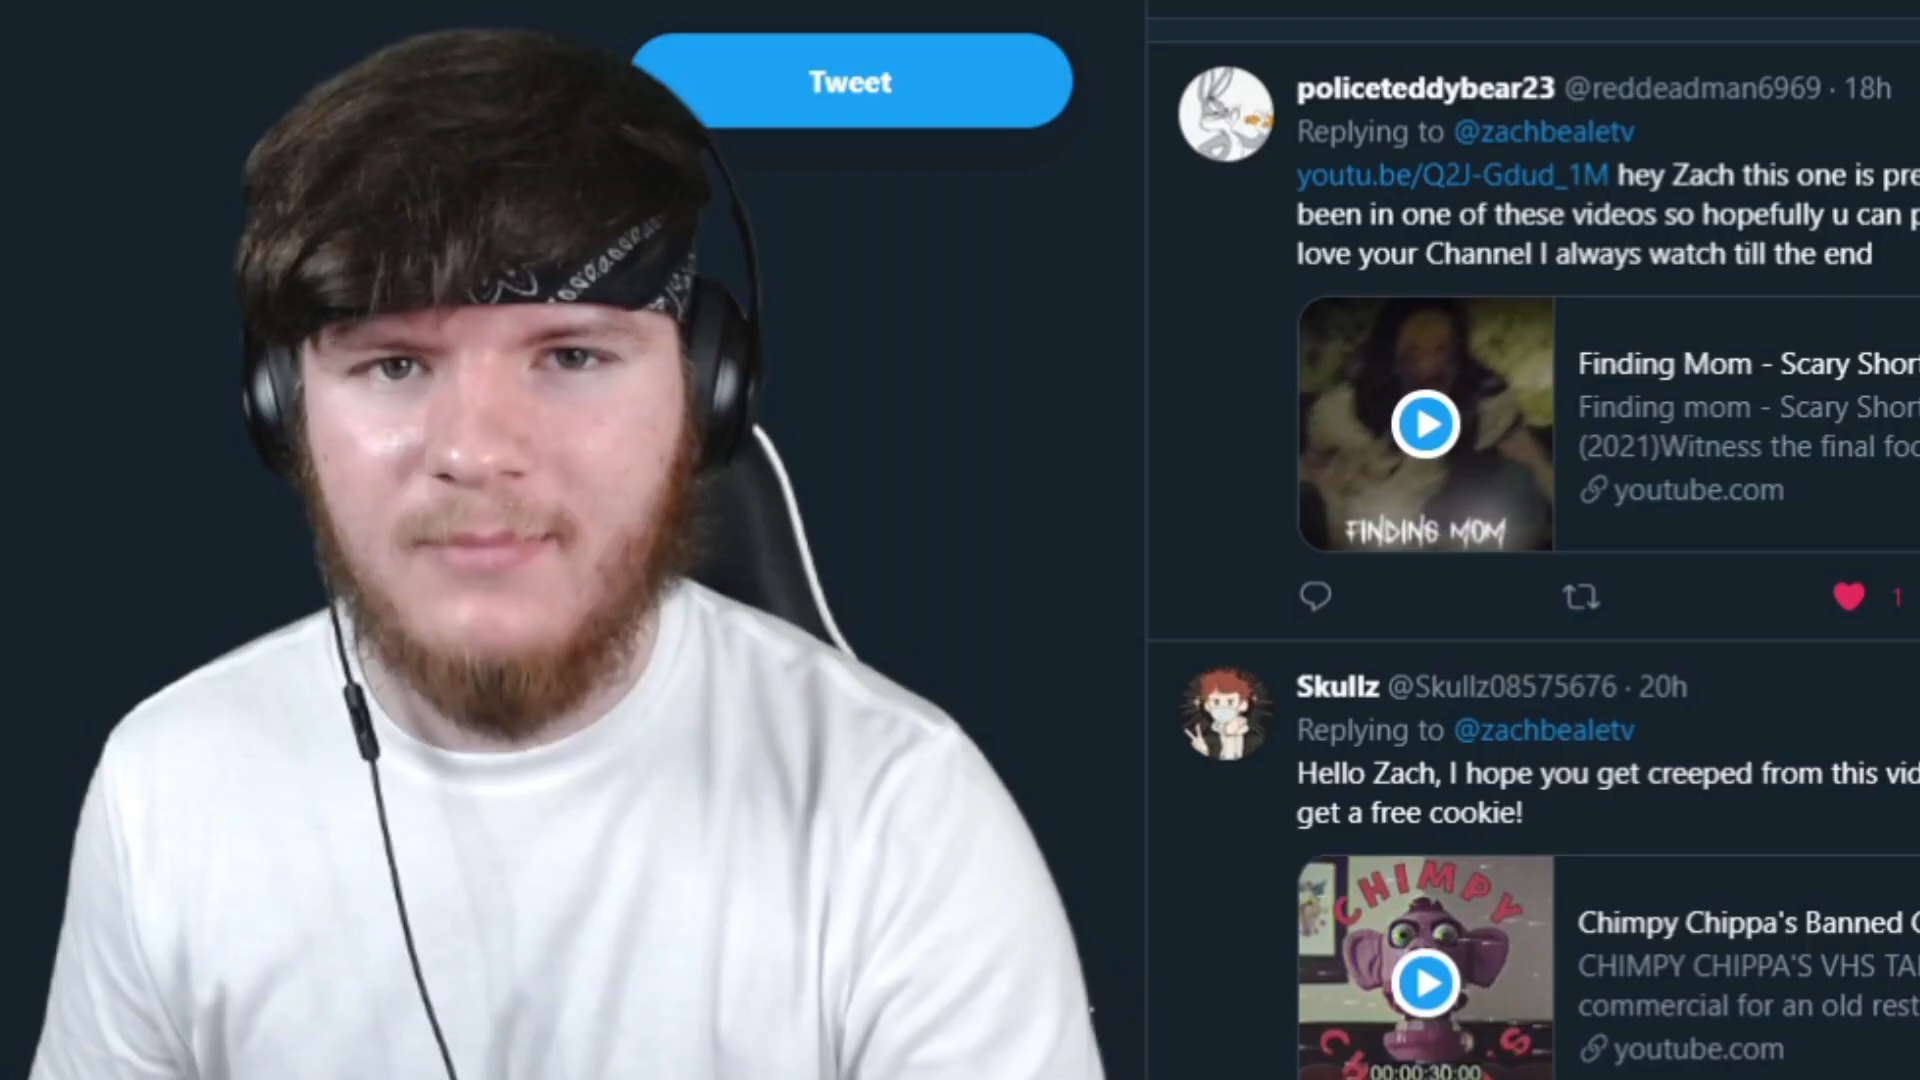 Tweet
policeteddybear23 @reddeadman6969 · 18h
Replying to @zachbealetv
youtu.be/Q2J-Gdud_1M hey Zach this one is pre
been in one of these videos so hopefully u can p
love your Channel I always watch till the end
Finding Mom - Scary Short
Finding mom - Scary Short
(2021)Witness the final foo
youtube.com
FINDING MOM
1
Skullz @Skullz08575676 · 20h
Replying to @zachbealetv
Hello Zach, I hope you get creeped from this vid
get a free cookie!
CHIMPY
Chimpy Chippa's Banned C
CHIMPY CHIPPA'S VHS TA
commercial for an old rest
youtube.com
00:00:30:00